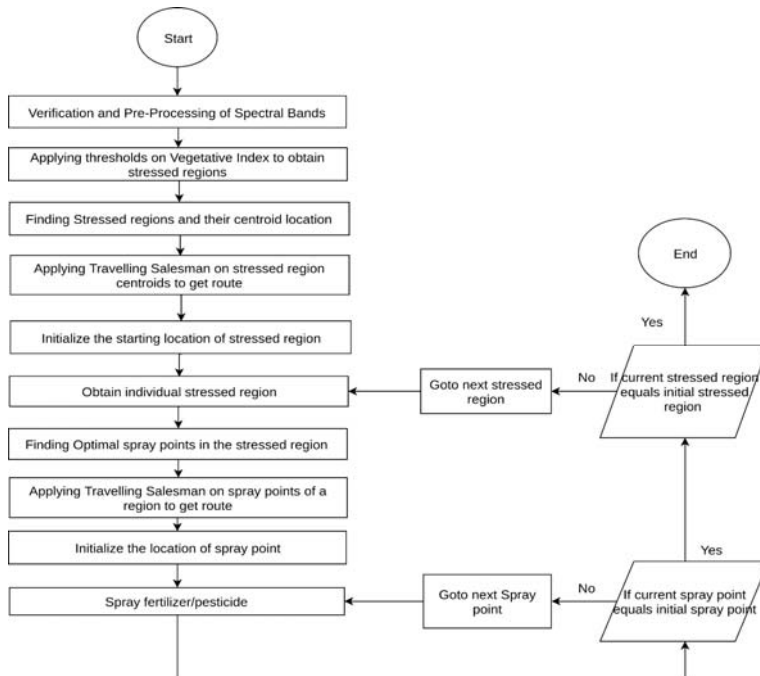 Start
Verification and Pre-Processing of Spectral Bands
Applying thresholds on Vegetative Index to obtain
stressed regions
Finding Stressed regions and their centroid location
Applying Travelling Salesman on stressed region
centroids to get route
Initialize the starting location of stressed region
Obtain individual stressed region
Finding Optimal spray points in the stressed region
Applying Travelling Salesman on spray points of a
region to get route
Initialize the location of spray point
Spray fertilizer/pesticide
Goto next Spray
point
No
If current spray point
equals initial spray point
Yes
Goto next stressed
region
No
If current stressed region
equals initial stressed
region
Yes
End